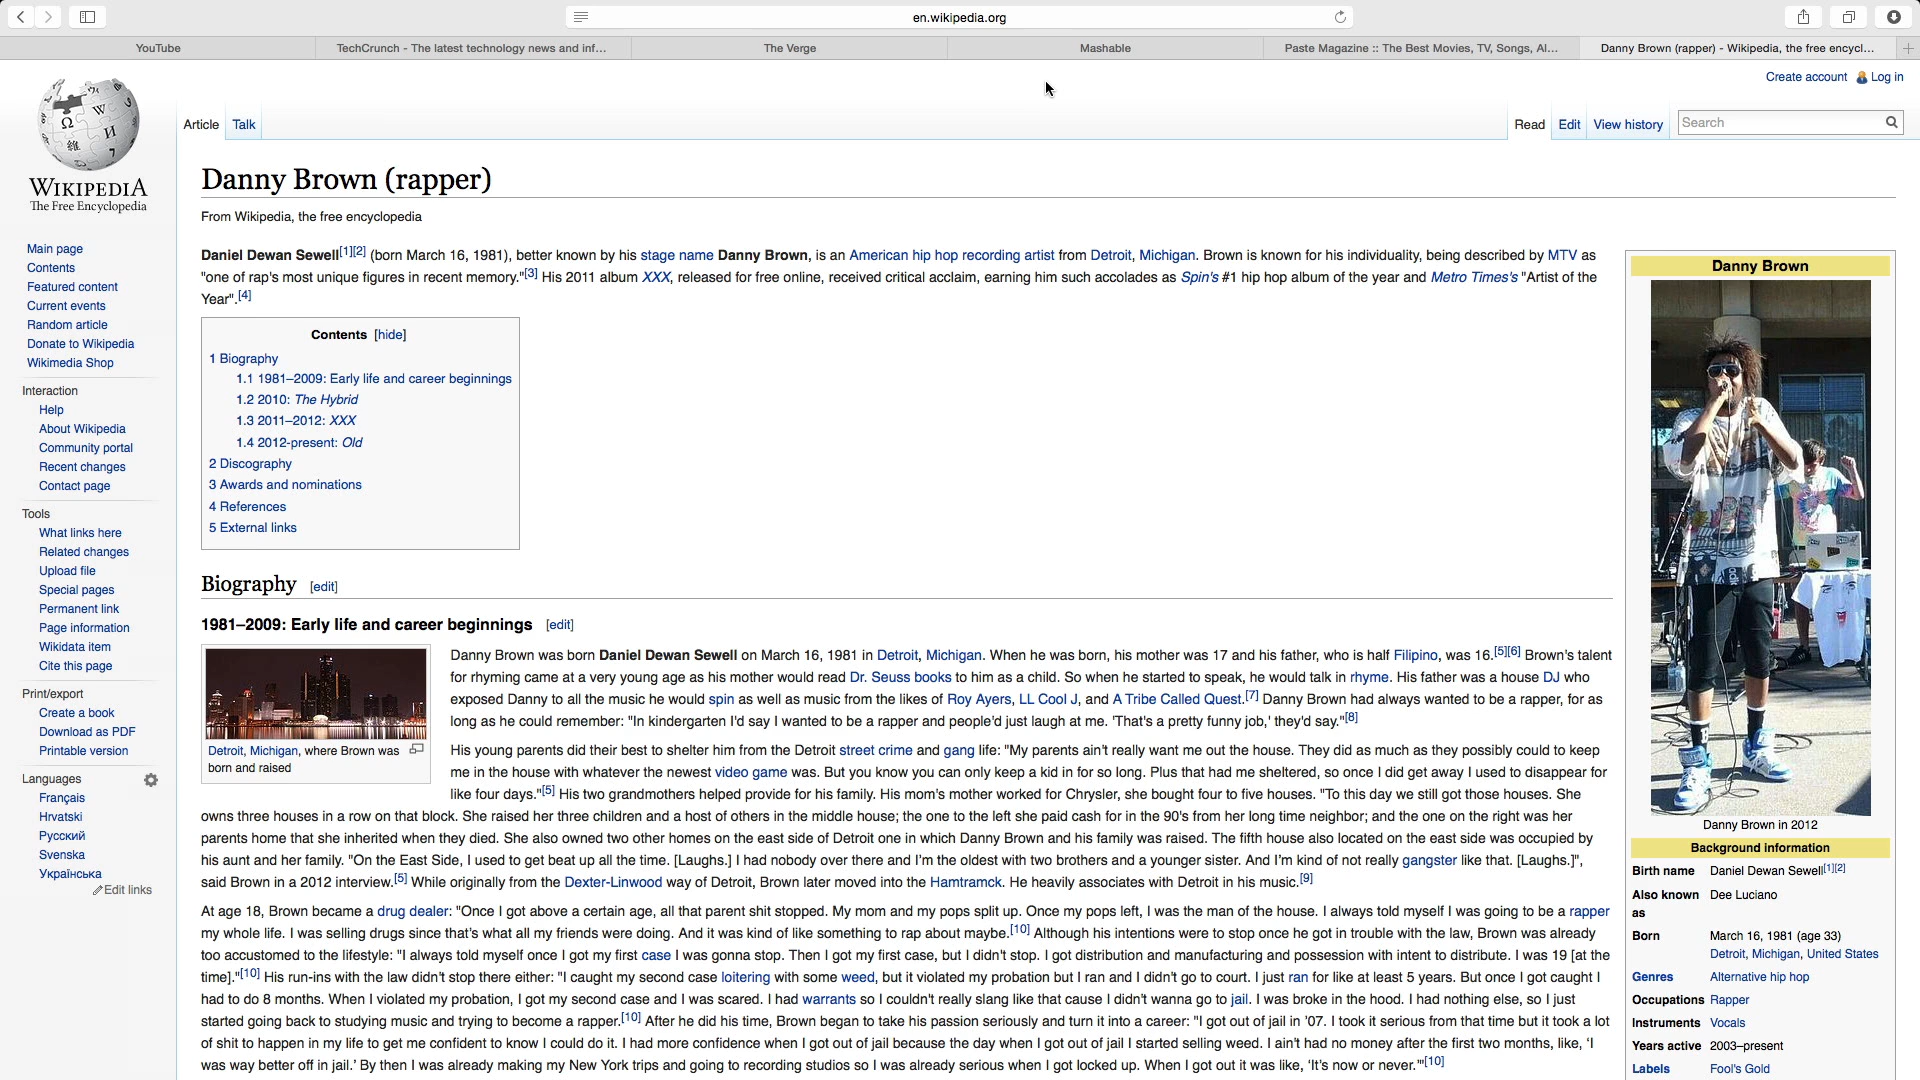 en.wikipedia.org
YouTube
TechCrunch - The latest technology news and inf...
The Verge
Mashable
Paste Magazine :: The Best Movies, TV, Songs, Al...
Danny Brown (rapper) - Wikipedia, the free encycl...
Create account
Log in
WIKIPEDIA
The Free Encyclopedia
Article
Talk
Read
Edit
View history
Search
Main page
Contents
Featured content
Current events
Random article
Donate to Wikipedia
Wikimedia Shop
Interaction
Help
About Wikipedia
Community portal
Recent changes
Contact page
Tools
What links here
Related changes
Upload file
Special pages
Permanent link
Page information
Wikidata item
Cite this page
Print/export
Create a book
Download as PDF
Printable version
Languages
Français
Hrvatski
Русский
Svenska
Українська
Edit links
Danny Brown (rapper)
From Wikipedia, the free encyclopedia
Daniel Dewan Sewell[1][2] (born March 16, 1981), better known by his stage name Danny Brown, is an American hip hop recording artist from Detroit, Michigan. Brown is known for his individuality, being described by MTV as
"one of rap's most unique figures in recent memory."[3] His 2011 album XXX, released for free online, received critical acclaim, earning him such accolades as Spin's #1 hip hop album of the year and Metro Times's "Artist of the
Year".[4]
Contents [hide]
1 Biography
1.1 1981–2009: Early life and career beginnings
1.2 2010: The Hybrid
1.3 2011–2012: XXX
1.4 2012-present: Old
2 Discography
3 Awards and nominations
4 References
5 External links
Biography [edit]
1981–2009: Early life and career beginnings [edit]
Detroit, Michigan, where Brown was
born and raised
Danny Brown was born Daniel Dewan Sewell on March 16, 1981 in Detroit, Michigan. When he was born, his mother was 17 and his father, who is half Filipino, was 16.[5][6] Brown's talent
for rhyming came at a very young age as his mother would read Dr. Seuss books to him as a child. So when he started to speak, he would talk in rhyme. His father was a house DJ who
exposed Danny to all the music he would spin as well as music from the likes of Roy Ayers, LL Cool J, and A Tribe Called Quest.[7] Danny Brown had always wanted to be a rapper, for as
long as he could remember: "In kindergarten I'd say I wanted to be a rapper and people'd just laugh at me. 'That's a pretty funny job,' they'd say."[8]
His young parents did their best to shelter him from the Detroit street crime and gang life: "My parents ain't really want me out the house. They did as much as they possibly could to keep
me in the house with whatever the newest video game was. But you know you can only keep a kid in for so long. Plus that had me sheltered, so once I did get away I used to disappear for
like four days."[5] His two grandmothers helped provide for his family. His mom's mother worked for Chrysler, she bought four to five houses. "To this day we still got those houses. She
owns three houses in a row on that block. She raised her three children and a host of others in the middle house; the one to the left she paid cash for in the 90's from her long time neighbor; and the one on the right was her
parents home that she inherited when they died. She also owned two other homes on the east side of Detroit one in which Danny Brown and his family was raised. The fifth house also located on the east side was occupied by
his aunt and her family. "On the East Side, I used to get beat up all the time. [Laughs.] I had nobody over there and I'm the oldest with two brothers and a younger sister. And I'm kind of not really gangster like that. [Laughs.]",
said Brown in a 2012 interview.[5] While originally from the Dexter-Linwood way of Detroit, Brown later moved into the Hamtramck. He heavily associates with Detroit in his music.[9]
At age 18, Brown became a drug dealer: "Once I got above a certain age, all that parent shit stopped. My mom and my pops split up. Once my pops left, I was the man of the house. I always told myself I was going to be a rapper
my whole life. I was selling drugs since that's what all my friends were doing. And it was kind of like something to rap about maybe.[10] Although his intentions were to stop once he got in trouble with the law, Brown was already
too accustomed to the lifestyle: "I always told myself once I got my first case I was gonna stop. Then I got my first case, but I didn't stop. I got distribution and manufacturing and possession with intent to distribute. I was 19 [at the
time]."[10] His run-ins with the law didn't stop there either: "I caught my second case loitering with some weed, but it violated my probation but I ran and I didn't go to court. I just ran for like at least 5 years. But once I got caught I
had to do 8 months. When I violated my probation, I got my second case and I was scared. I had warrants so I couldn't really slang like that cause I didn't wanna go to jail. I was broke in the hood. I had nothing else, so I just
started going back to studying music and trying to become a rapper.[10] After he did his time, Brown began to take his passion seriously and turn it into a career: "I got out of jail in '07. I took it serious from that time but it took a lot
of shit to happen in my life to get me confident to know I could do it. I had more confidence when I got out of jail because the day when I got out of jail I started selling weed. I ain't had no money after the first two months, like, 'I
was way better off in jail.' By then I was already making my New York trips and going to recording studios so I was already serious when I got locked up. When I got out it was like, 'It's now or never.'"[10]
Danny Brown
Danny Brown in 2012
Background information
Birth name Daniel Dewan Sewell[1][2]
Also known Dee Luciano
as
Born March 16, 1981 (age 33)
Detroit, Michigan, United States
Genres Alternative hip hop
Occupations Rapper
Instruments Vocals
Years active 2003–present
Labels Fool's Gold